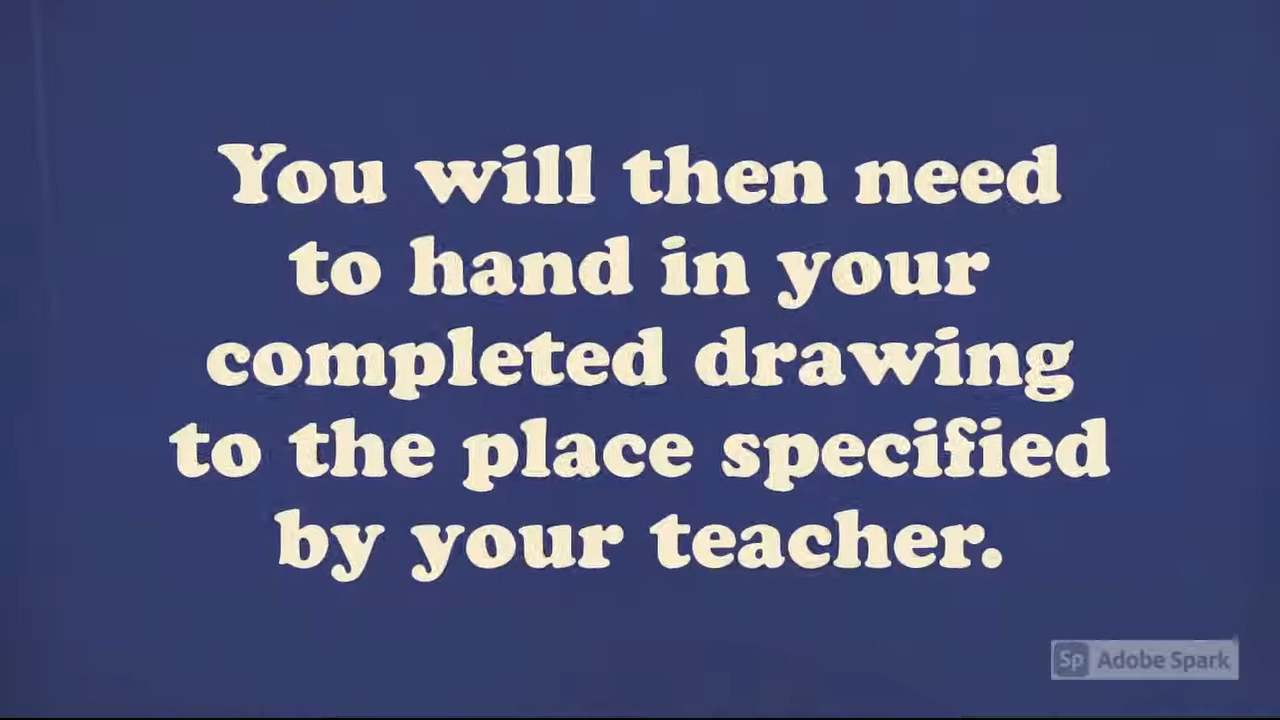 You will then need
to hand in your
completed drawing
to the place specified
by your teacher.
Sp Adobe Spark